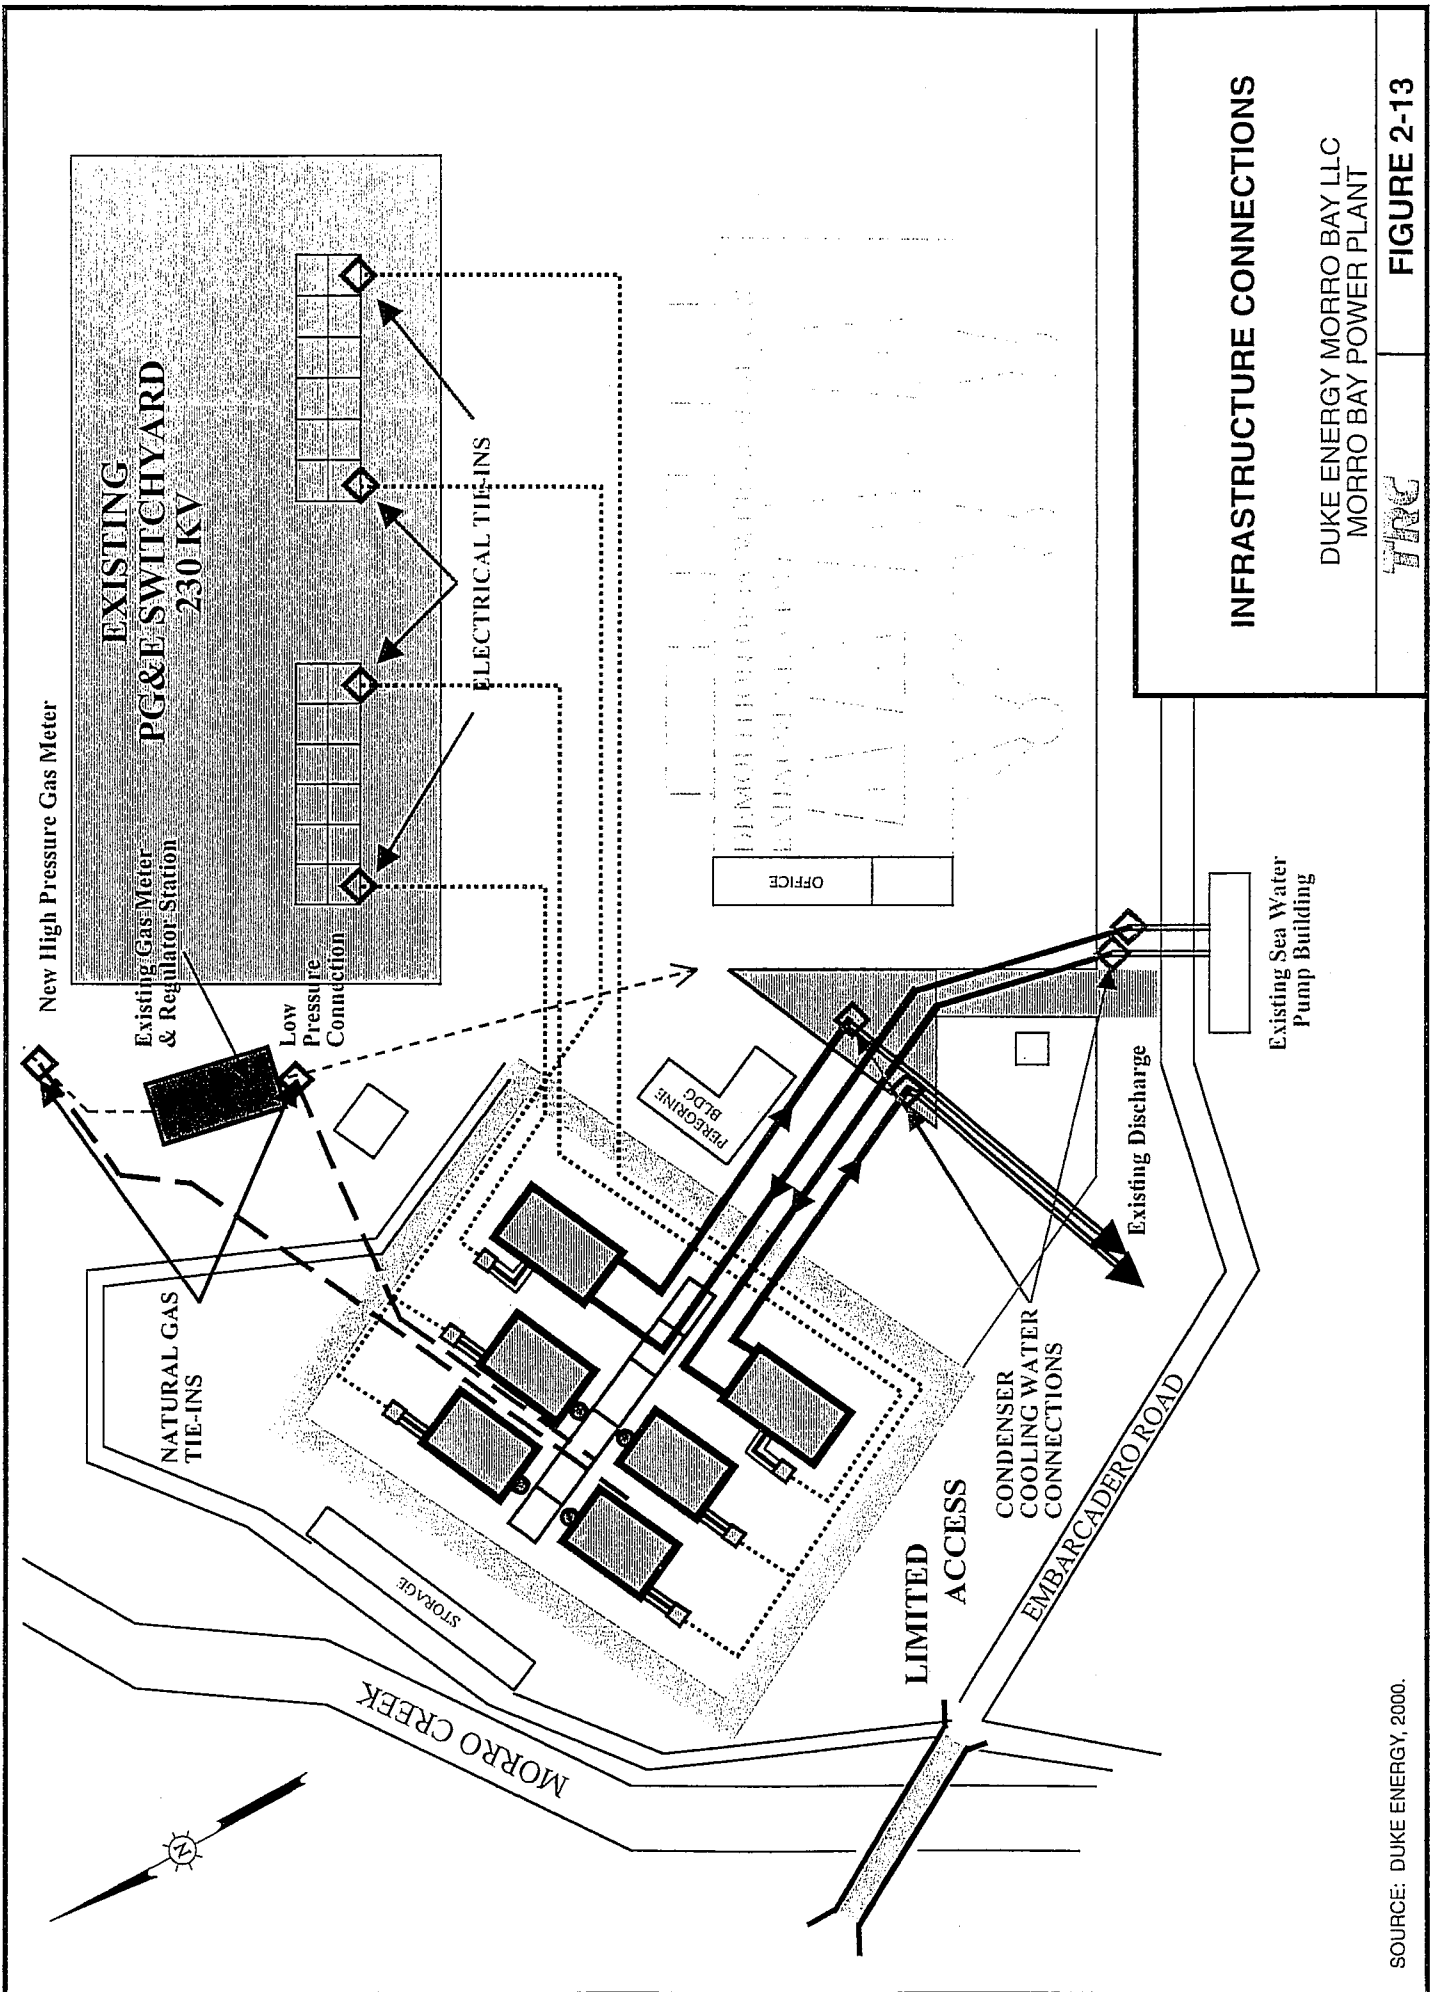 New High Pressure Gas Meter
EXISTING
PG&E SWITCHYARD
230 KV
Existing Gas Meter
& Regulator Station
Low
Pressure
Connection
ELECTRICAL TIE-INS
NATURAL GAS
TIE-INS
STORAGE
MORRO CREEK
N
PEREGRINE
BLDG
OFFICE
LIMITED
ACCESS
CONDENSER
COOLING WATER
CONNECTIONS
EMBARCADERO ROAD
Existing Discharge
Existing Sea Water
Pump Building
INFRASTRUCTURE CONNECTIONS
DUKE ENERGY MORRO BAY LLC
MORRO BAY POWER PLANT
TRC
FIGURE 2-13
SOURCE: DUKE ENERGY, 2000.